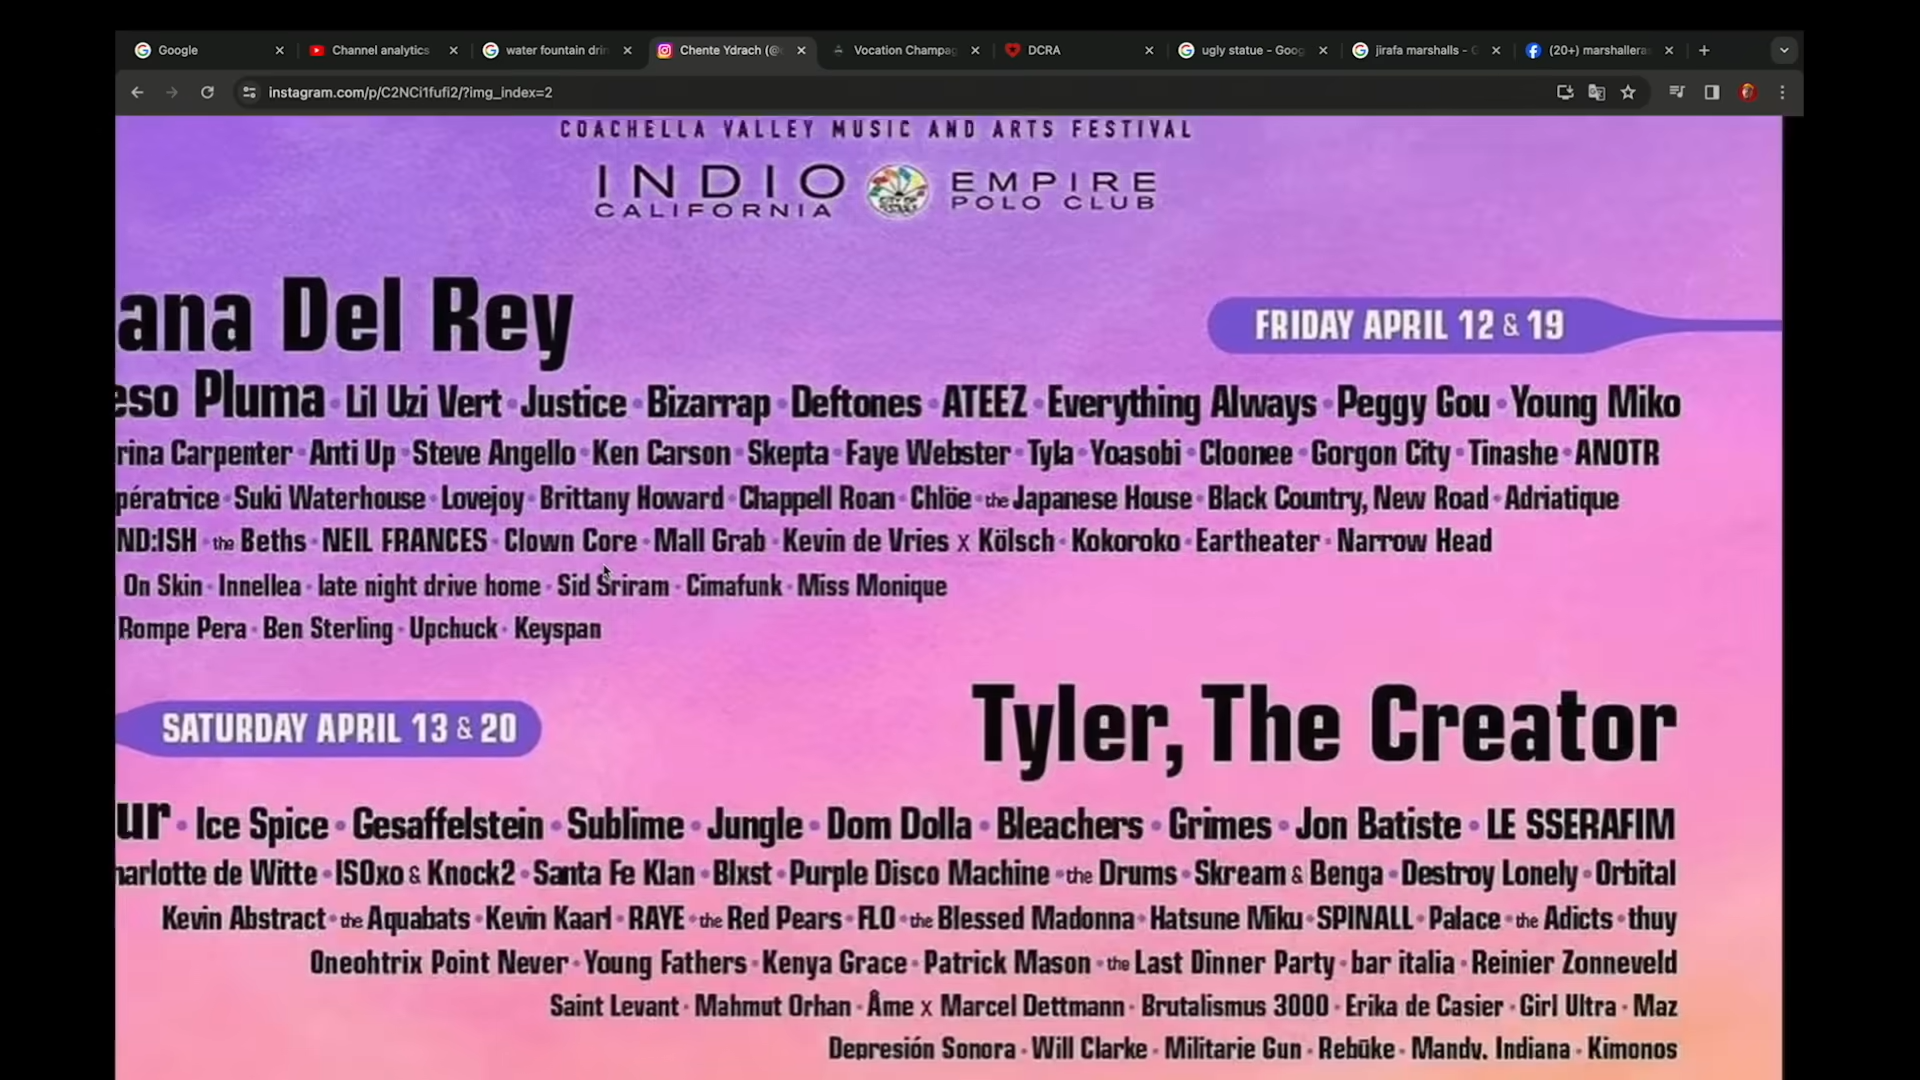 Google
Channel analytics
water fountain drin
Chente Ydrach (@
Vocation Champag
DCRA
ugly statue - Goog
jirafa marshalls - G
(20+) marshallera
instagram.com/p/C2NCi1fufi2/?img_index=2
COACHELLA VALLEY MUSIC AND ARTS FESTIVAL
INDIO EMPIRE
CALIFORNIA POLO CLUB
ana Del Rey
FRIDAY APRIL 12 & 19
eso Pluma • Lil Uzi Vert • Justice • Bizarrap • Deftones • ATEEZ • Everything Always • Peggy Gou • Young Miko
rina Carpenter • Anti Up • Steve Angello • Ken Carson • Skepta • Faye Webster • Tyla • Yoasobi • Cloonee • Gorgon City • Tinashe • ANOTR
pératrice • Suki Waterhouse • Lovejoy • Brittany Howard • Chappell Roan • Chlöe • the Japanese House • Black Country, New Road • Adriatique
ND:ISH • the Beths • NEIL FRANCES • Clown Core • Mall Grab • Kevin de Vries x Kölsch • Kokoroko • Eartheater • Narrow Head
On Skin • Innellea • late night drive home • Sid Sriram • Cimafunk • Miss Monique
Rompe Pera • Ben Sterling • Upchuck • Keyspan
SATURDAY APRIL 13 & 20
Tyler, The Creator
ur • Ice Spice • Gesaffelstein • Sublime • Jungle • Dom Dolla • Bleachers • Grimes • Jon Batiste • LE SSERAFIM
harlotte de Witte • ISOxo & Knock2 • Santa Fe Klan • Blxst • Purple Disco Machine • the Drums • Skream & Benga • Destroy Lonely • Orbital
Kevin Abstract • the Aquabats • Kevin Kaarl • RAYE • the Red Pears • FLO • the Blessed Madonna • Hatsune Miku • SPINALL • Palace • the Adicts • thuy
Oneohtrix Point Never • Young Fathers • Kenya Grace • Patrick Mason • the Last Dinner Party • bar italia • Reinier Zonneveld
Saint Levant • Mahmut Orhan • Âme x Marcel Dettmann • Brutalismus 3000 • Erika de Casier • Girl Ultra • Maz
Depresión Sonora • Will Clarke • Militarie Gun • Rebūke • Mandy, Indiana • Kimonos